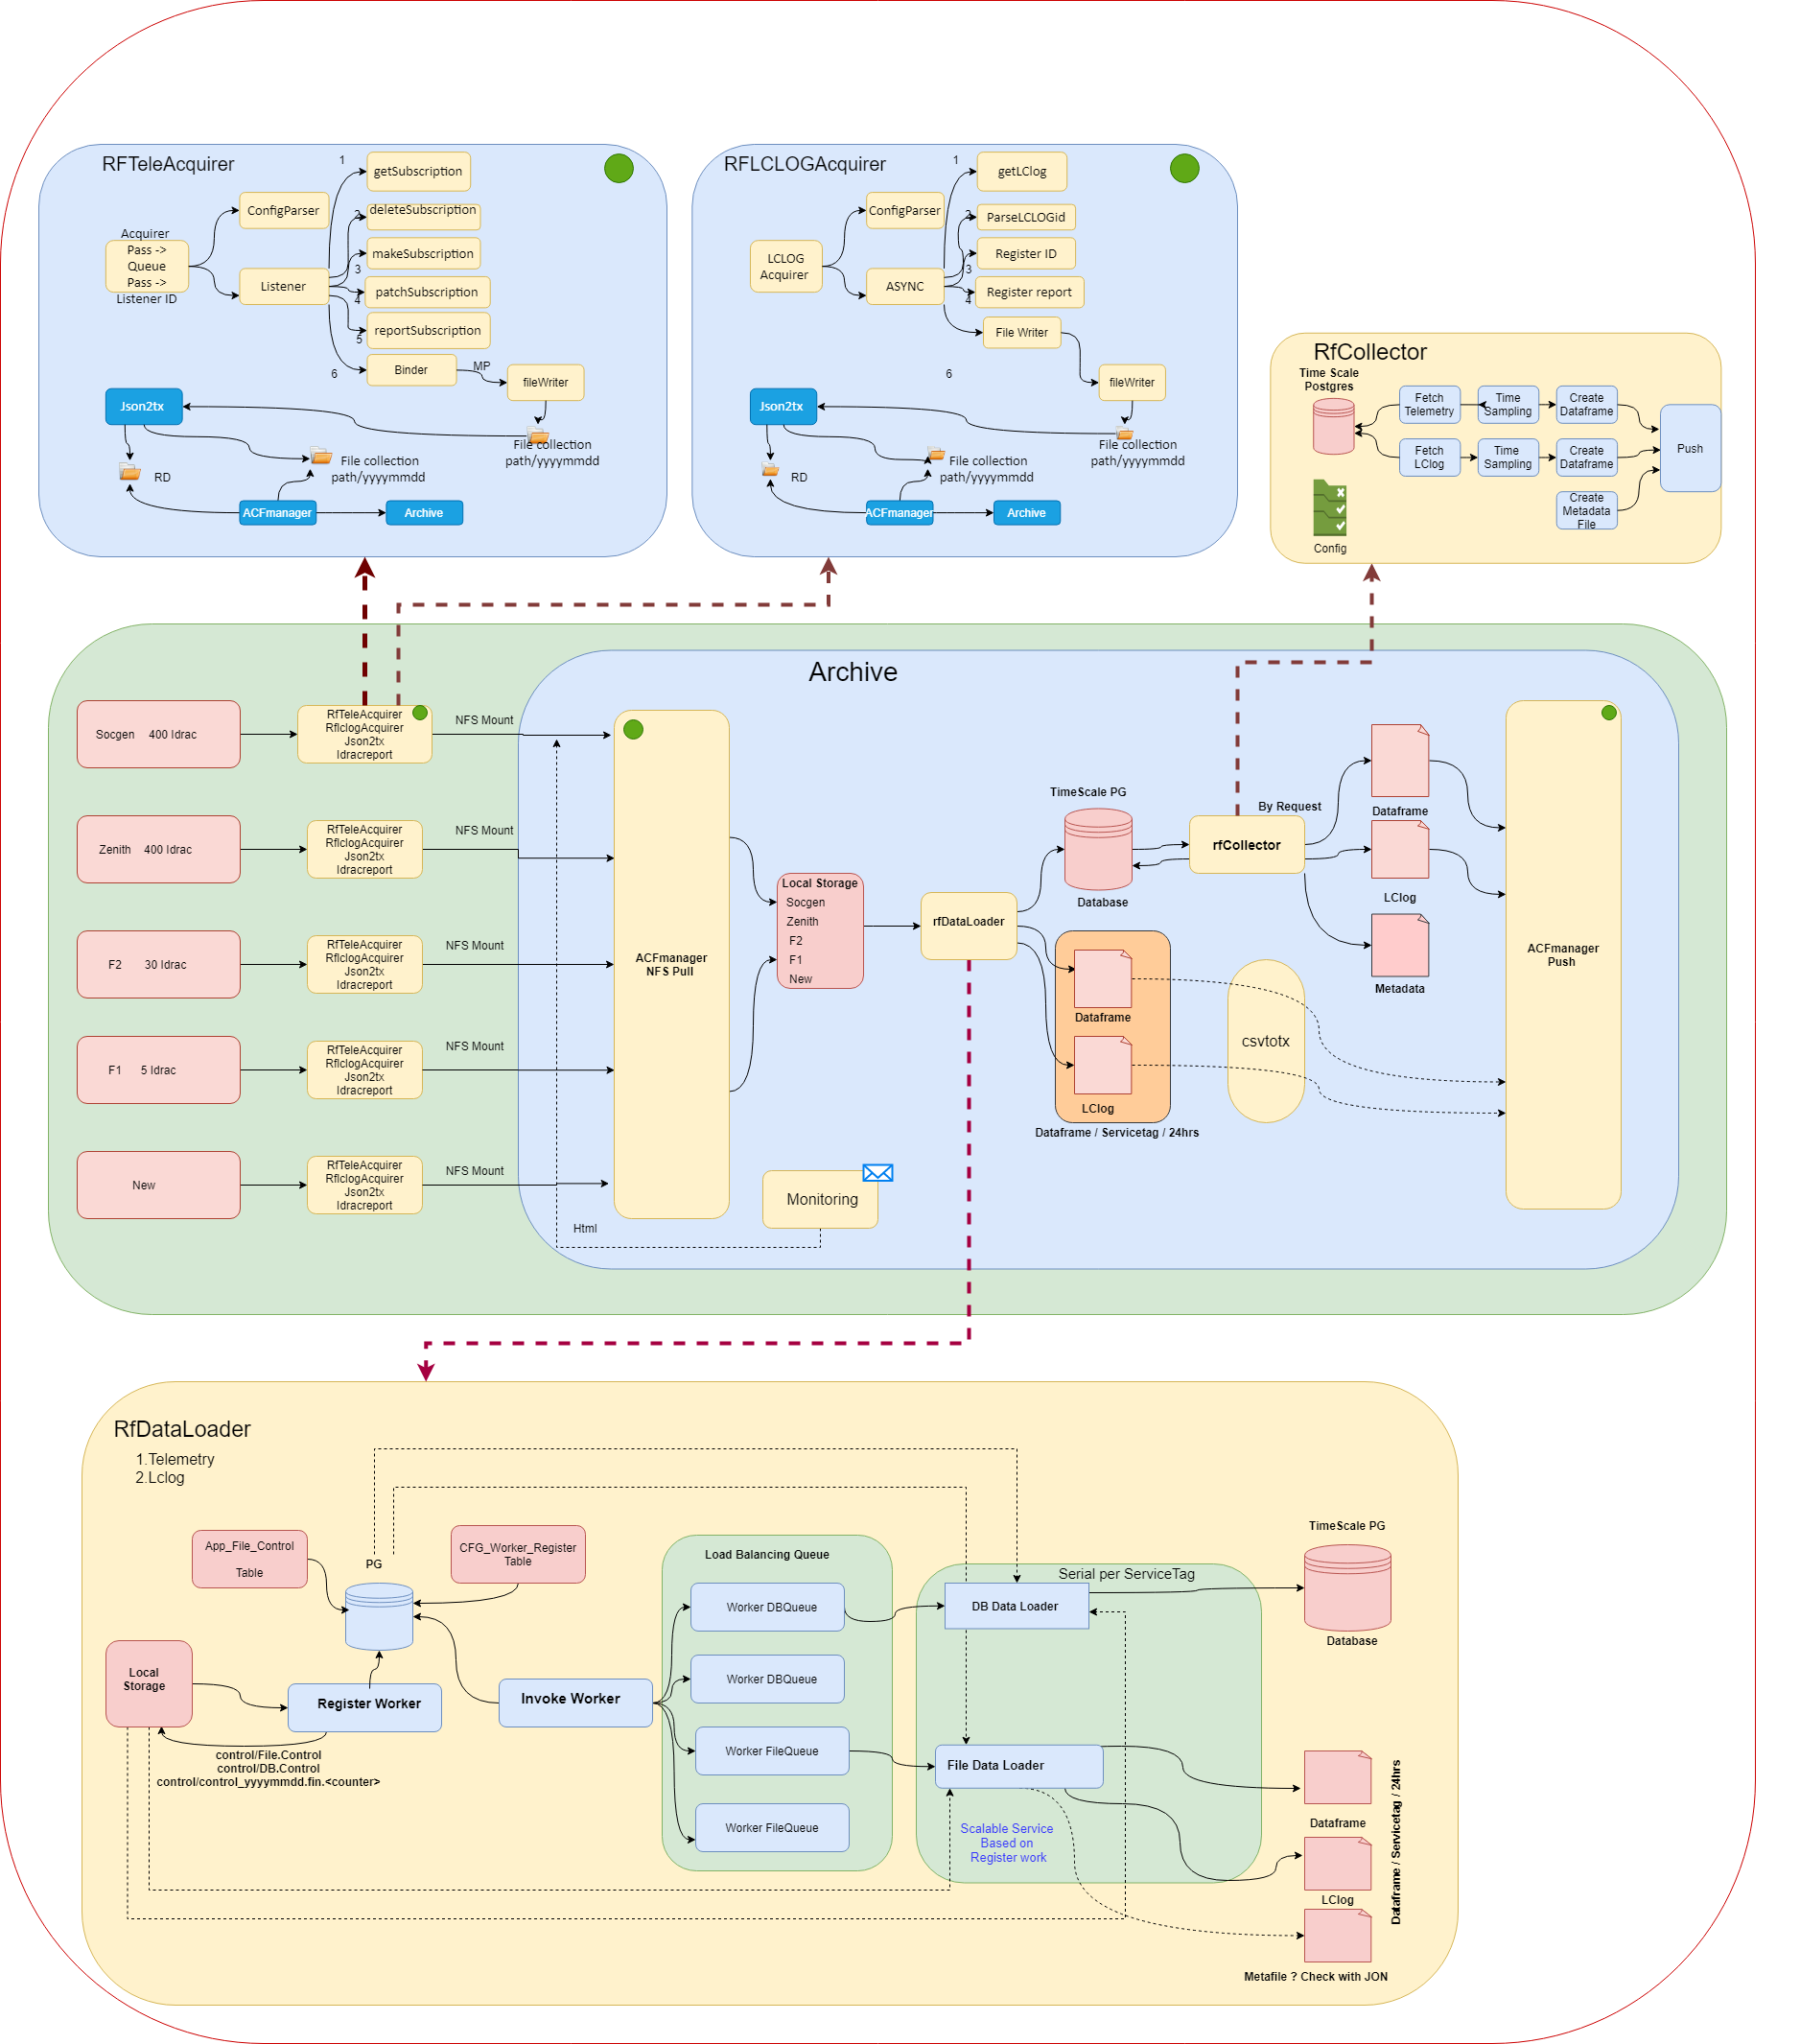 RFTeleAcquirer
1
getSubscription
ConfigParser
2
deleteSubscription
Acquirer
Pass ->
Queue
Pass ->
Listener ID
Listener
makeSubscription
3
patchSubscription
4
reportSubscription
5
6
Binder
MP
fileWriter
Json2tx
File collection
path/yyyymmdd
File collection
path/yyyymmdd
RD
ACFmanager
Archive
RFLCLOGAcquirer
1
getLClog
ConfigParser
2
ParseLCLOGid
LCLOG
Acquirer
ASYNC
Register ID
3
Register report
4
File Writer
6
fileWriter
Json2tx
File collection
path/yyyymmdd
File collection
path/yyyymmdd
RD
ACFmanager
Archive
RfCollector
Time Scale
Postgres
Fetch
Telemetry
Time
Sampling
Create
Dataframe
Fetch
LClog
Time
Sampling
Create
Dataframe
Push
Create
Metadata
File
Config
Archive
Socgen 400 Idrac
RfTeleAcquirer
RflclogAcquirer
Json2tx
Idracreport
NFS Mount
Zenith 400 Idrac
RfTeleAcquirer
RflclogAcquirer
Json2tx
Idracreport
NFS Mount
F2 30 Idrac
RfTeleAcquirer
RflclogAcquirer
Json2tx
Idracreport
NFS Mount
F1 5 Idrac
RfTeleAcquirer
RflclogAcquirer
Json2tx
Idracreport
NFS Mount
New
RfTeleAcquirer
RflclogAcquirer
Json2tx
Idracreport
NFS Mount
ACFmanager
NFS Pull
Html
Monitoring
Local Storage
Socgen
Zenith
F2
F1
New
rfDataLoader
TimeScale PG
Database
By Request
rfCollector
Dataframe
LClog
Metadata
Dataframe
LClog
Dataframe / Servicetag / 24hrs
csvtotx
ACFmanager
Push
RfDataLoader
1.Telemetry
2.Lclog
App_File_Control
Table
PG
CFG_Worker_Register
Table
Local
Storage
Register Worker
control/File.Control
control/DB.Control
control/control_yyyymmdd.fin.<counter>
Invoke Worker
Load Balancing Queue
Worker DBQueue
Worker DBQueue
Worker FileQueue
Worker FileQueue
Serial per ServiceTag
DB Data Loader
File Data Loader
Scalable Service
Based on
Register work
TimeScale PG
Database
Dataframe
LClog
Dataframe / Servicetag / 24hrs
Metafile ? Check with JON